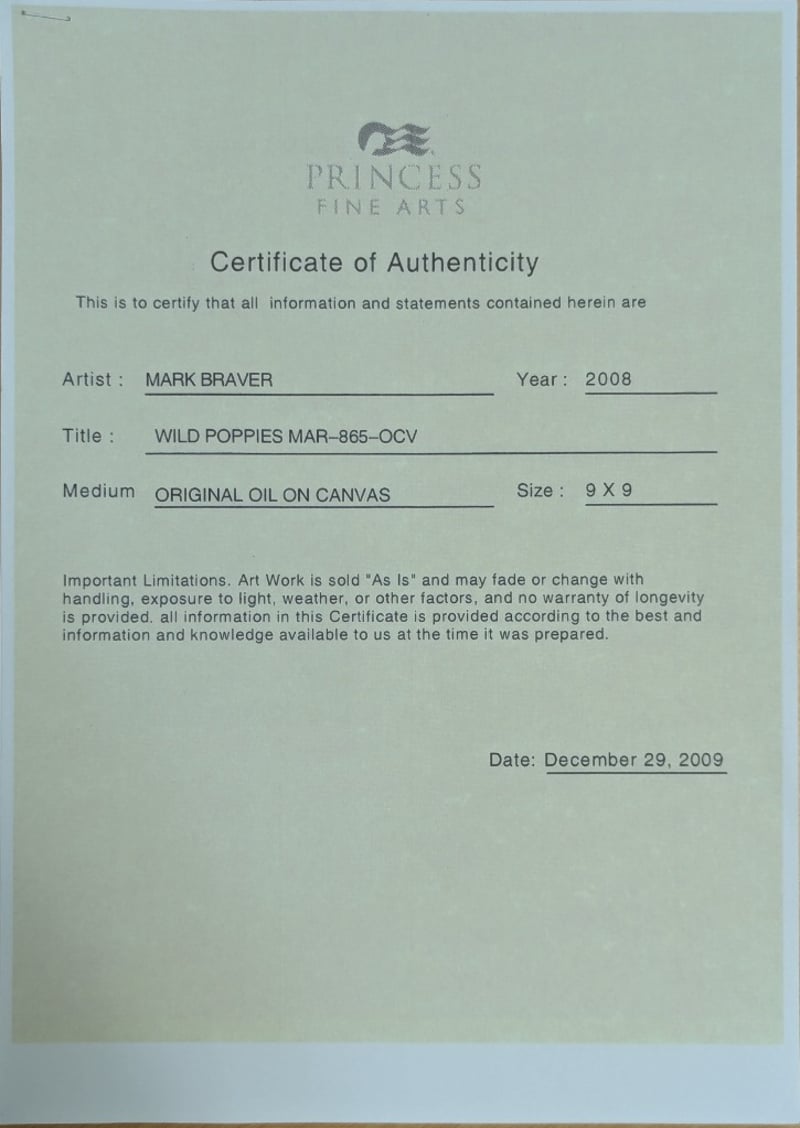 PRINCESS
FINE ARTS
Certificate of Authenticity
This is to certify that all information and statements contained herein are
Artist : MARK BRAVER Year : 2008
Title : WILD POPPIES MAR-865-OCV
Medium ORIGINAL OIL ON CANVAS Size : 9 X 9
Important Limitations. Art Work is sold "As Is" and may fade or change with
handling, exposure to light, weather, or other factors, and no warranty of longevity
is provided. all information in this Certificate is provided according to the best and
information and knowledge available to us at the time it was prepared.
Date: December 29, 2009